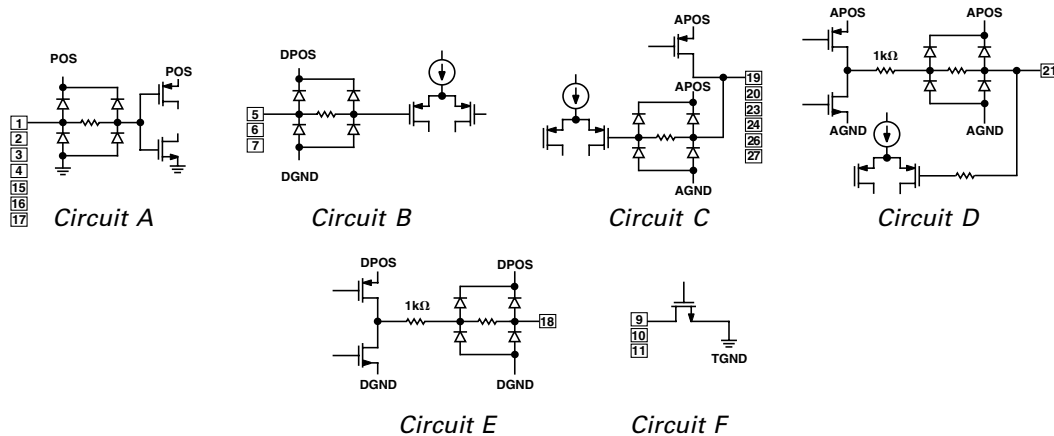 POS
POS
1
2
3
4
15
16
17
Circuit A
DPOS
5
6
7
DGND
Circuit B
APOS
APOS
19
20
23
24
26
27
AGND
Circuit C
APOS
APOS
1kΩ
21
AGND
AGND
Circuit D
DPOS
DPOS
1kΩ
18
DGND
DGND
Circuit E
9
10
11
TGND
Circuit F